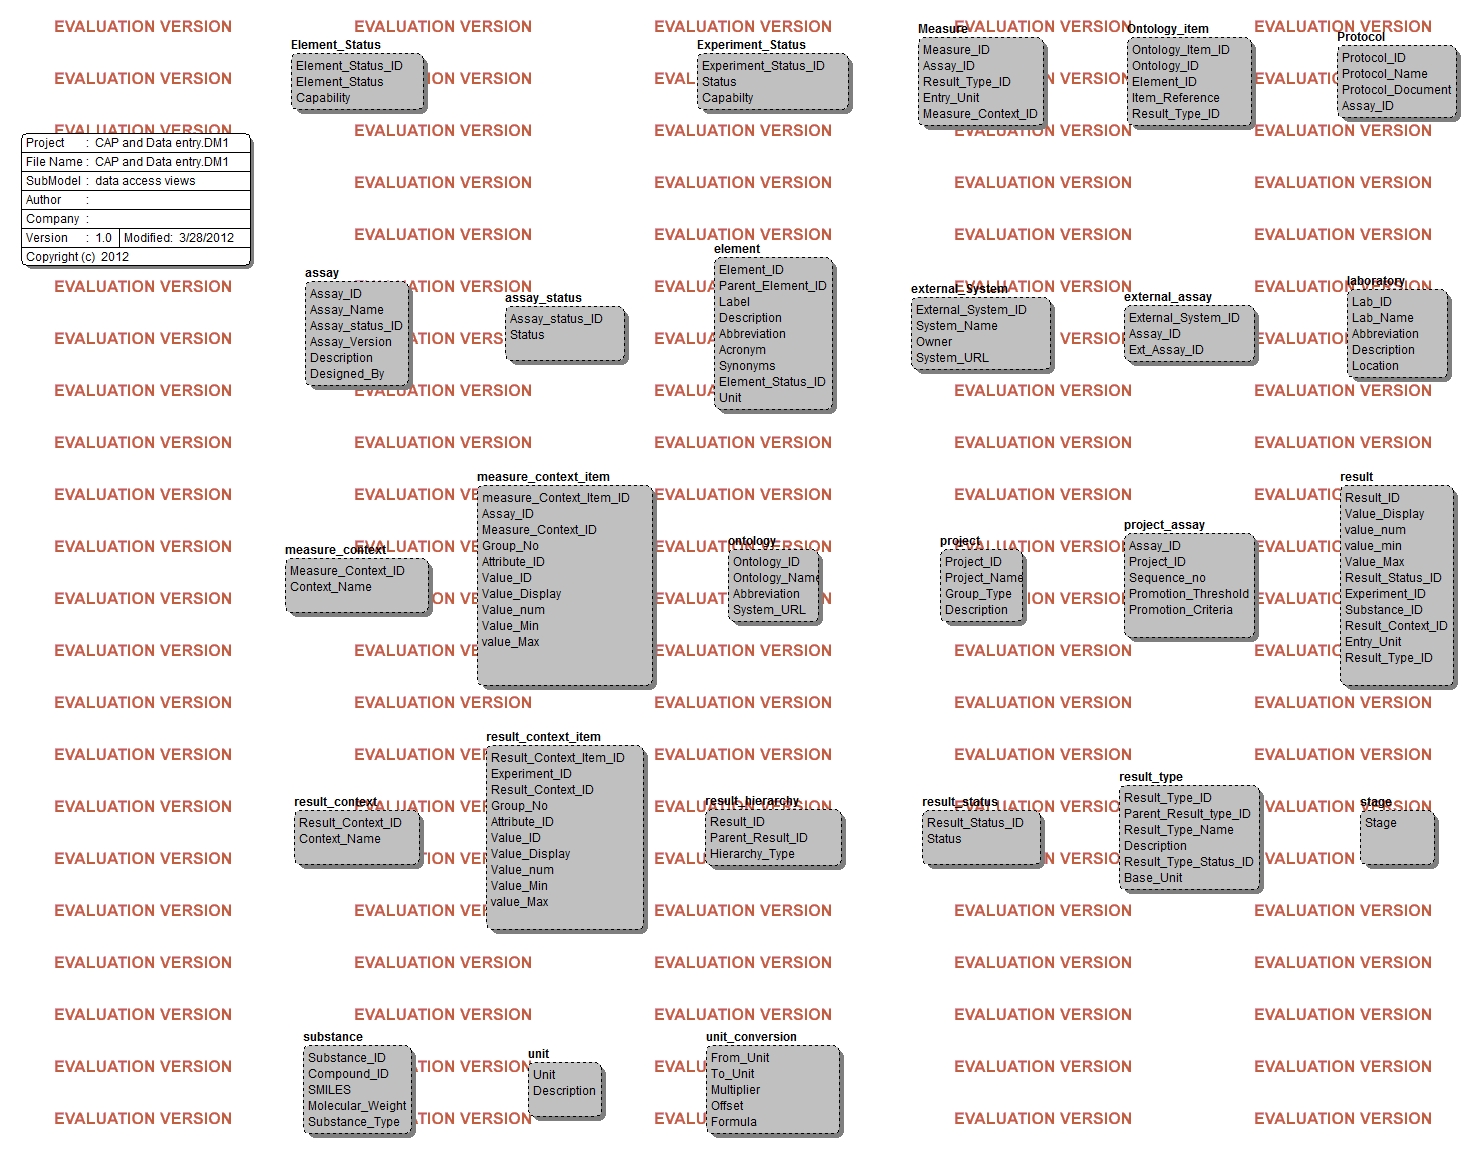 EVALUATION VERSION EVALUATION VERSION EVALUATION VERSION EVALUATION VERSION EVALUATION VERSION
Element_Status
Element_Status_ID
Element_Status
Capability
Experiment_Status
Experiment_Status_ID
Status
Capabilty
Measure
Measure_ID
Assay_ID
Result_Type_ID
Entry_Unit
Measure_Context_ID
Ontology_item
Ontology_Item_ID
Ontology_ID
Element_ID
Item_Reference
Result_Type_ID
Protocol
Protocol_ID
Protocol_Name
Protocol_Document
Assay_ID
Project : CAP and Data entry.DM1
File Name : CAP and Data entry.DM1
SubModel : data access views
Author :
Company :
Version : 1.0 Modified: 3/28/2012
Copyright (c) 2012
assay
Assay_ID
Assay_Name
Assay_status_ID
Assay_Version
Description
Designed_By
assay_status
Assay_status_ID
Status
element
Element_ID
Parent_Element_ID
Label
Description
Abbreviation
Acronym
Synonyms
Element_Status_ID
Unit
external_System
External_System_ID
System_Name
Owner
System_URL
external_assay
External_System_ID
Assay_ID
Ext_Assay_ID
laboratory
Lab_ID
Lab_Name
Abbreviation
Description
Location
measure_context
Measure_Context_ID
Context_Name
measure_context_item
measure_Context_Item_ID
Assay_ID
Measure_Context_ID
Group_No
Attribute_ID
Value_ID
Value_Display
Value_num
Value_Min
value_Max
ontology
Ontology_ID
Ontology_Name
Abbreviation
System_URL
project
Project_ID
Project_Name
Group_Type
Description
project_assay
Assay_ID
Project_ID
Sequence_no
Promotion_Threshold
Promotion_Criteria
result
Result_ID
Value_Display
value_num
value_min
Value_Max
Result_Status_ID
Experiment_ID
Substance_ID
Result_Context_ID
Entry_Unit
Result_Type_ID
result_context
Result_Context_ID
Context_Name
result_context_item
Result_Context_Item_ID
Experiment_ID
Result_Context_ID
Group_No
Attribute_ID
Value_ID
Value_Display
Value_num
Value_Min
value_Max
result_hierarchy
Result_ID
Parent_Result_ID
Hierarchy_Type
result_status
Result_Status_ID
Status
result_type
Result_Type_ID
Parent_Result_type_ID
Result_Type_Name
Description
Result_Type_Status_ID
Base_Unit
stage
Stage
substance
Substance_ID
Compound_ID
SMILES
Molecular_Weight
Substance_Type
unit
Unit
Description
unit_conversion
From_Unit
To_Unit
Multiplier
Offset
Formula